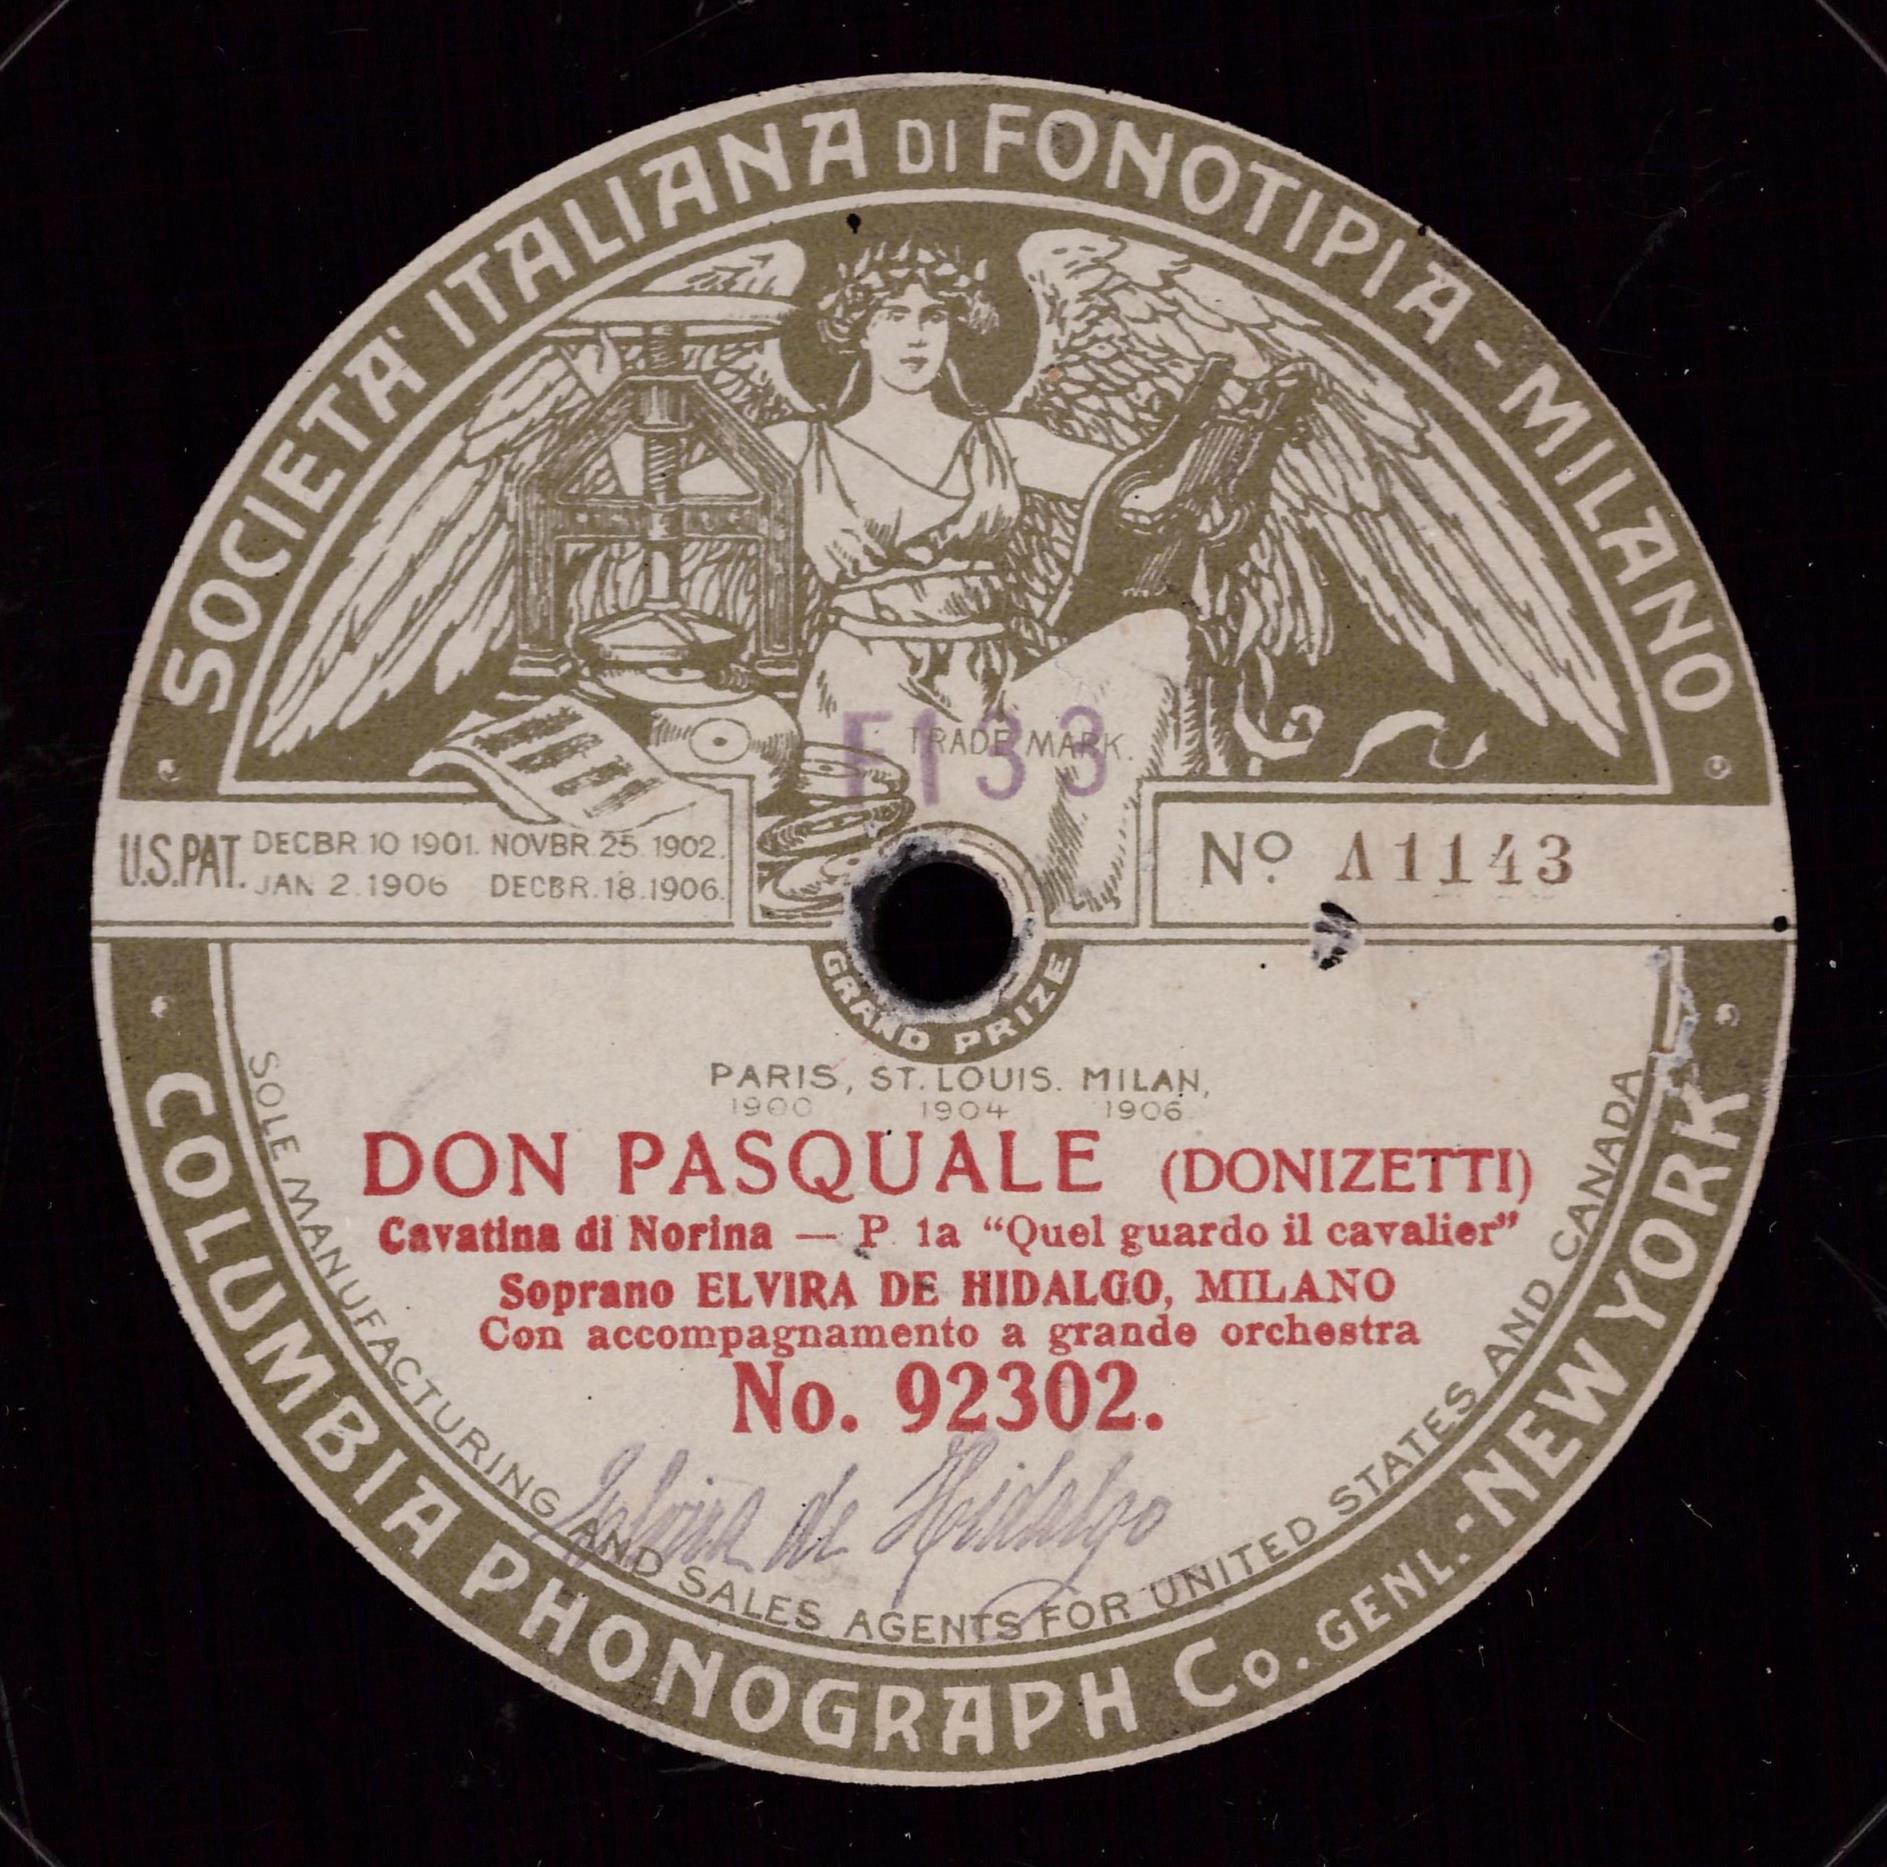 SOCIETA' ITALIANA DI FONOTIPIA - MILANO
F133
TRADE MARK.
U.S.PAT. DECBR 10 1901. NOVBR. 25 1902.
JAN 2. 1906 DECBR. 18. 1906.
No. A1143
GRAND PRIZE
PARIS, ST. LOUIS. MILAN,
1900 1904 1906
DON PASQUALE (DONIZETTI)
Cavatina di Norina — P. 1a “Quel guardo il cavalier”
Soprano ELVIRA DE HIDALGO, MILANO
Con accompagnamento a grande orchestra
No. 92302.
Elvira de Hidalgo
SOLE MANUFACTURING AND SALES AGENTS FOR UNITED STATES AND CANADA
COLUMBIA PHONOGRAPH Co. GENL. - NEW YORK